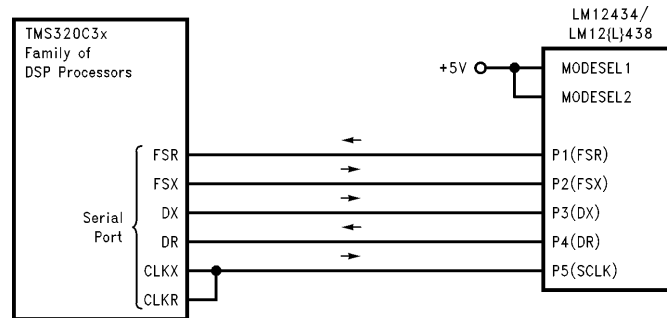 TMS320C3x
Family of
DSP Processors
LM12434/
LM12{L}438
+5V
MODESEL1
MODESEL2
Serial
Port
FSR
FSX
DX
DR
CLKX
CLKR
P1(FSR)
P2(FSX)
P3(DX)
P4(DR)
P5(SCLK)